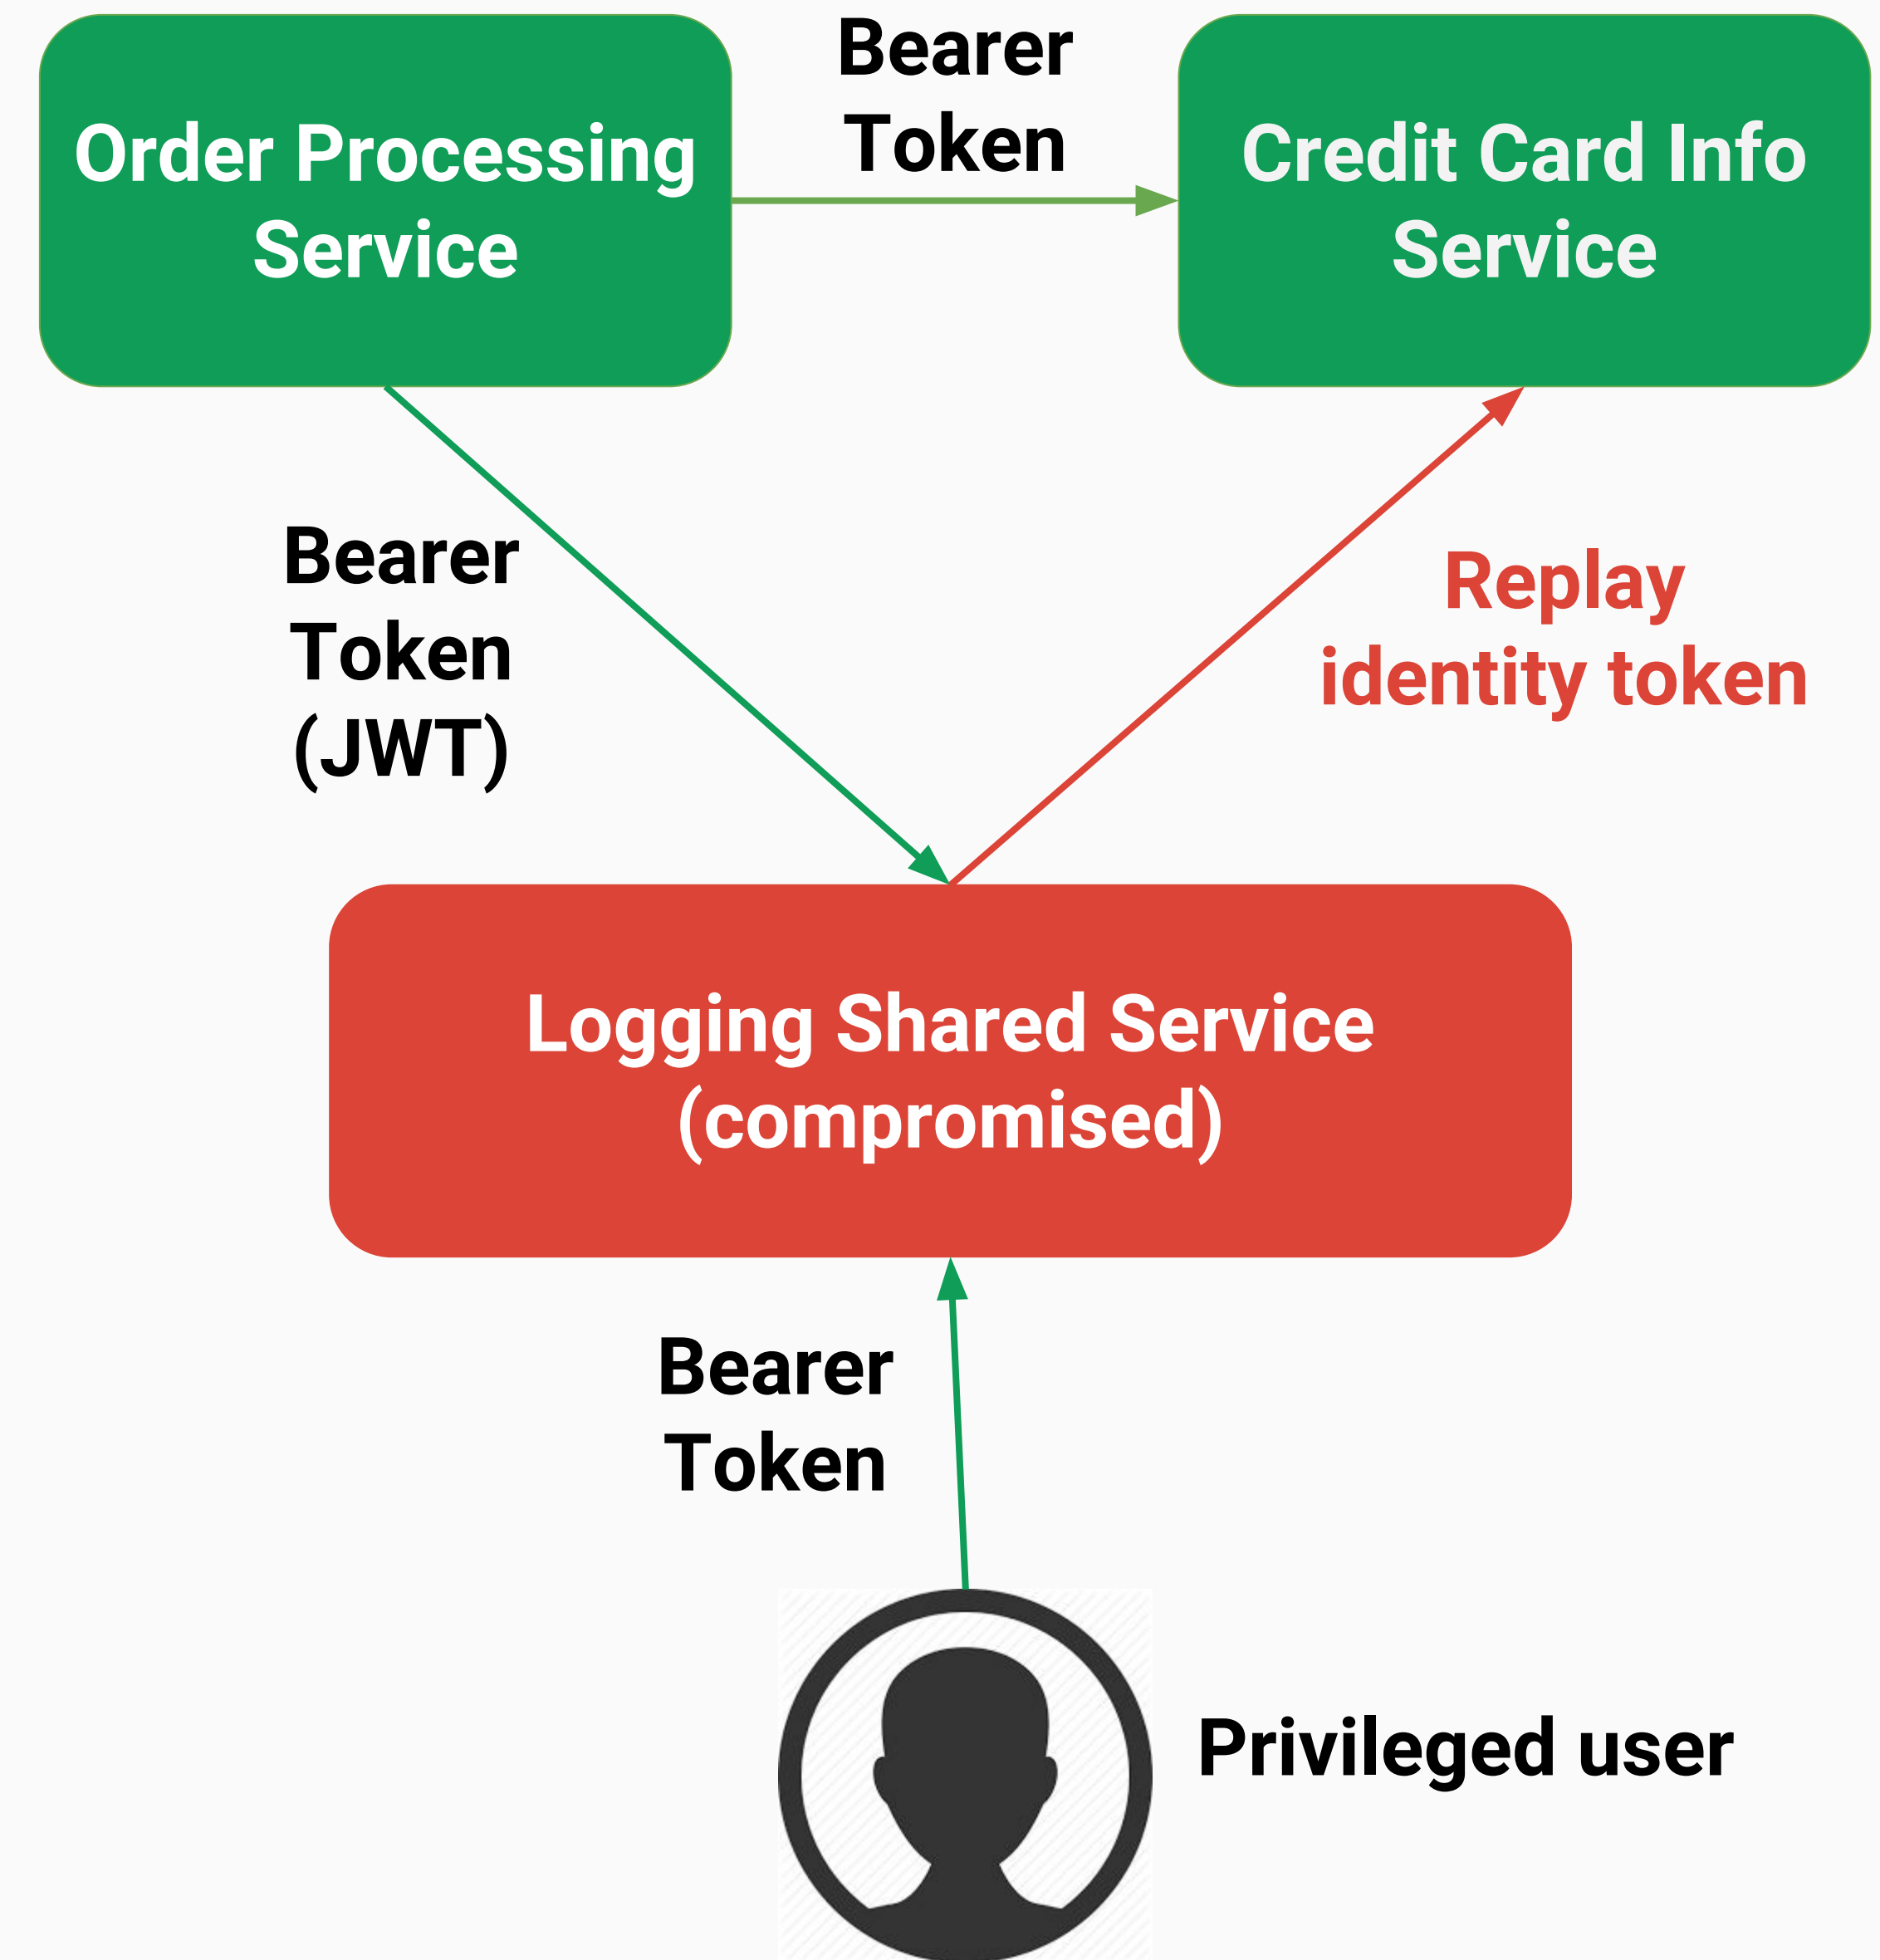 Bearer
Token
Order Processing
Service
Credit Card Info
Service
Bearer
Token
(JWT)
Replay
identity token
Logging Shared Service
(compromised)
Bearer
Token
Privileged user